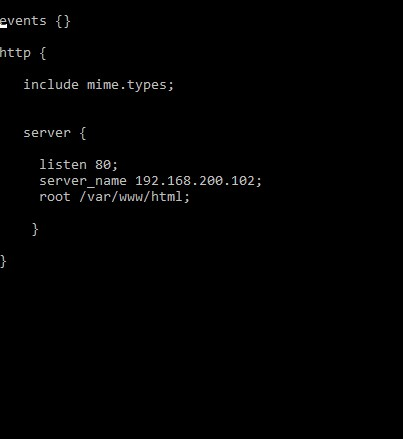 events {}
http {
include mime.types;
server {
listen 80;
server_name 192.168.200.102;
root /var/www/html;
}
}